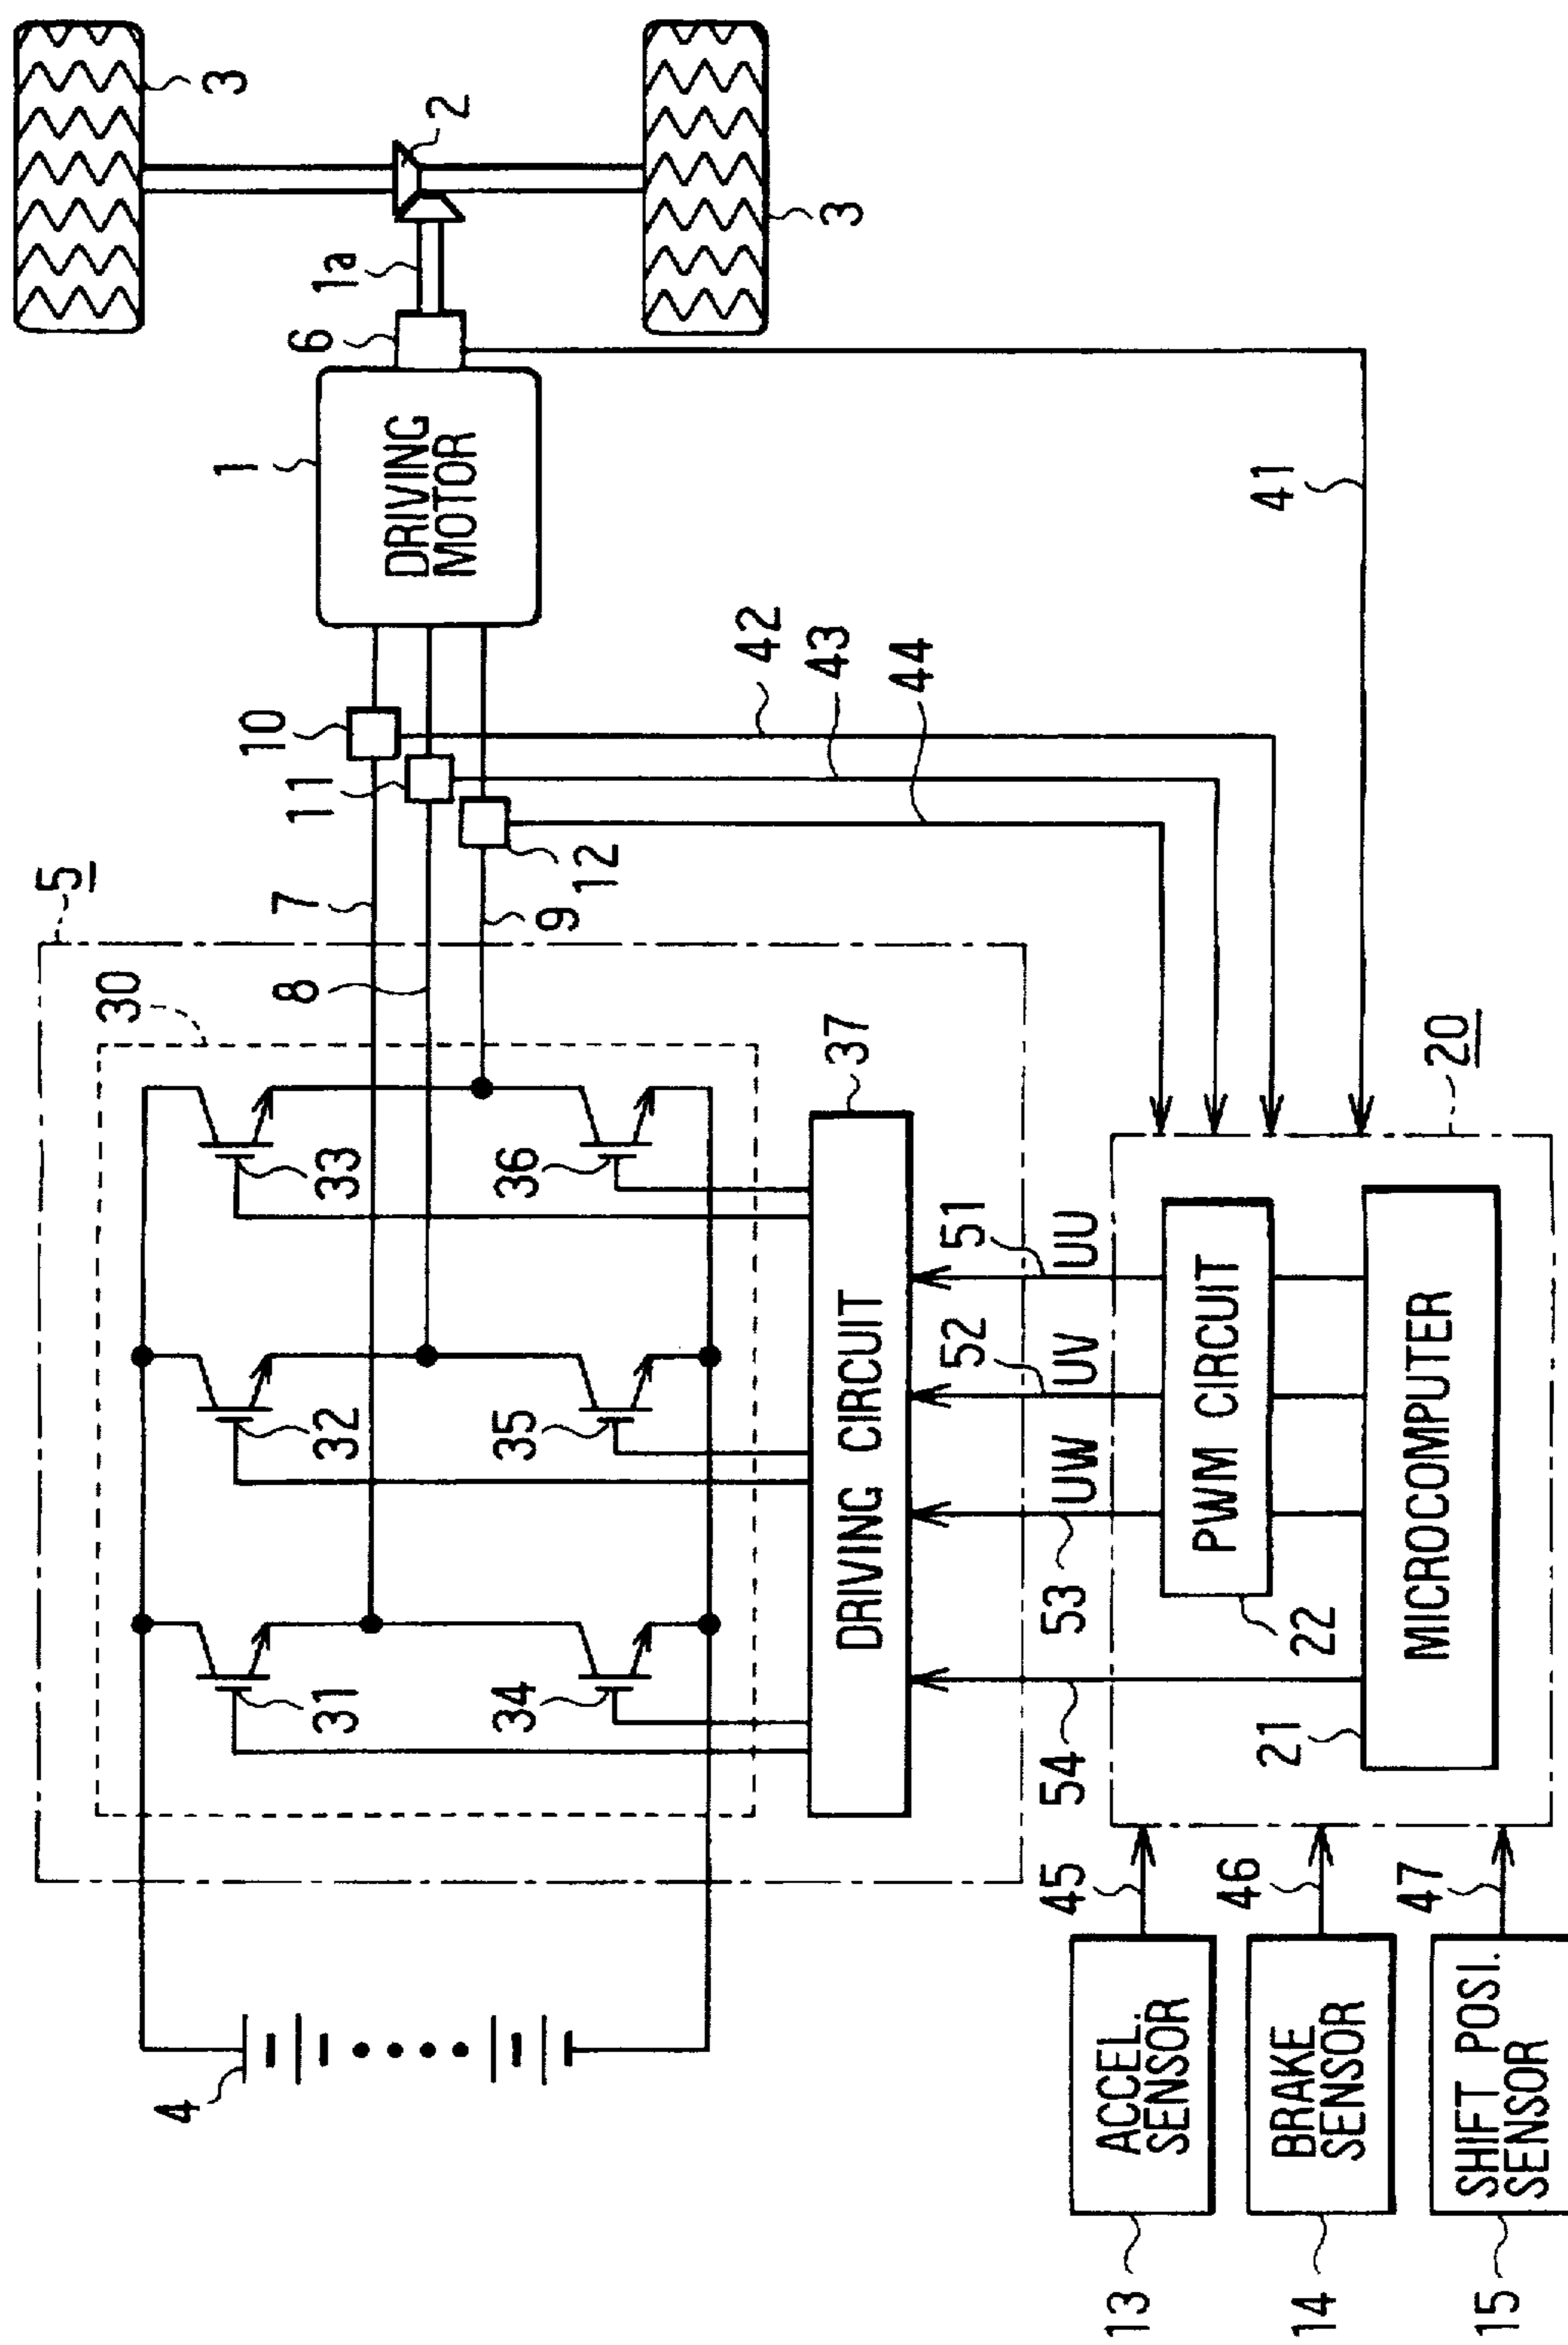 5
30
4
3
1
10
7
8
11
6
31
32
33
1a
2
DRIVING
MOTOR
34
35
36
9
12
42
3
43
37
DRIVING CIRCUIT
44
52
51
45
54
53
UW
UV
UU
13
ACCEL.
SENSOR
PWM CIRCUIT
46
21
22
41
14
BRAKE
SENSOR
47
MICROCOMPUTER
20
15
SHIFT POSI.
SENSOR